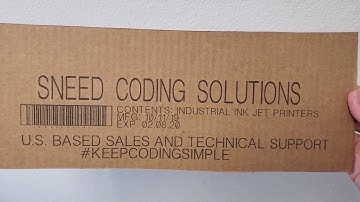 SNEED CODING SOLUTIONS
CONTENTS: INDUSTRIAL INK JET PRINTERS
MFG: 10/11/19
EXP: 02.08.20
U.S. BASED SALES AND TECHNICAL SUPPORT
#KEEPCODINGSIMPLE